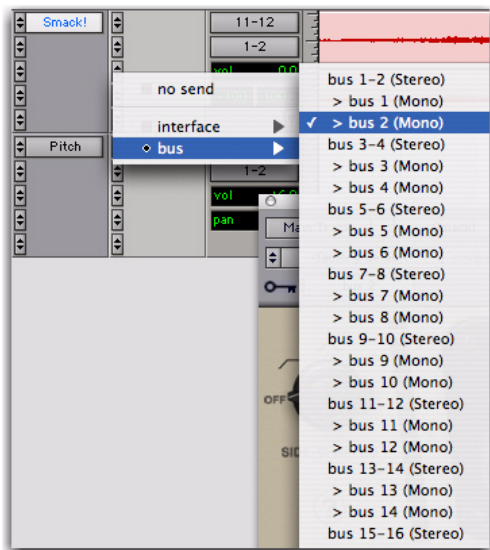 Smack!
11-12
1-2
vol 0.0
no send
interface
bus
Pitch
1-2
vol
pan
OFF
bus 1-2 (Stereo)
> bus 1 (Mono)
✓ > bus 2 (Mono)
bus 3-4 (Stereo)
> bus 3 (Mono)
> bus 4 (Mono)
bus 5-6 (Stereo)
> bus 5 (Mono)
> bus 6 (Mono)
bus 7-8 (Stereo)
> bus 7 (Mono)
> bus 8 (Mono)
bus 9-10 (Stereo)
> bus 9 (Mono)
> bus 10 (Mono)
bus 11-12 (Stereo)
> bus 11 (Mono)
> bus 12 (Mono)
bus 13-14 (Stereo)
> bus 13 (Mono)
> bus 14 (Mono)
bus 15-16 (Stereo)